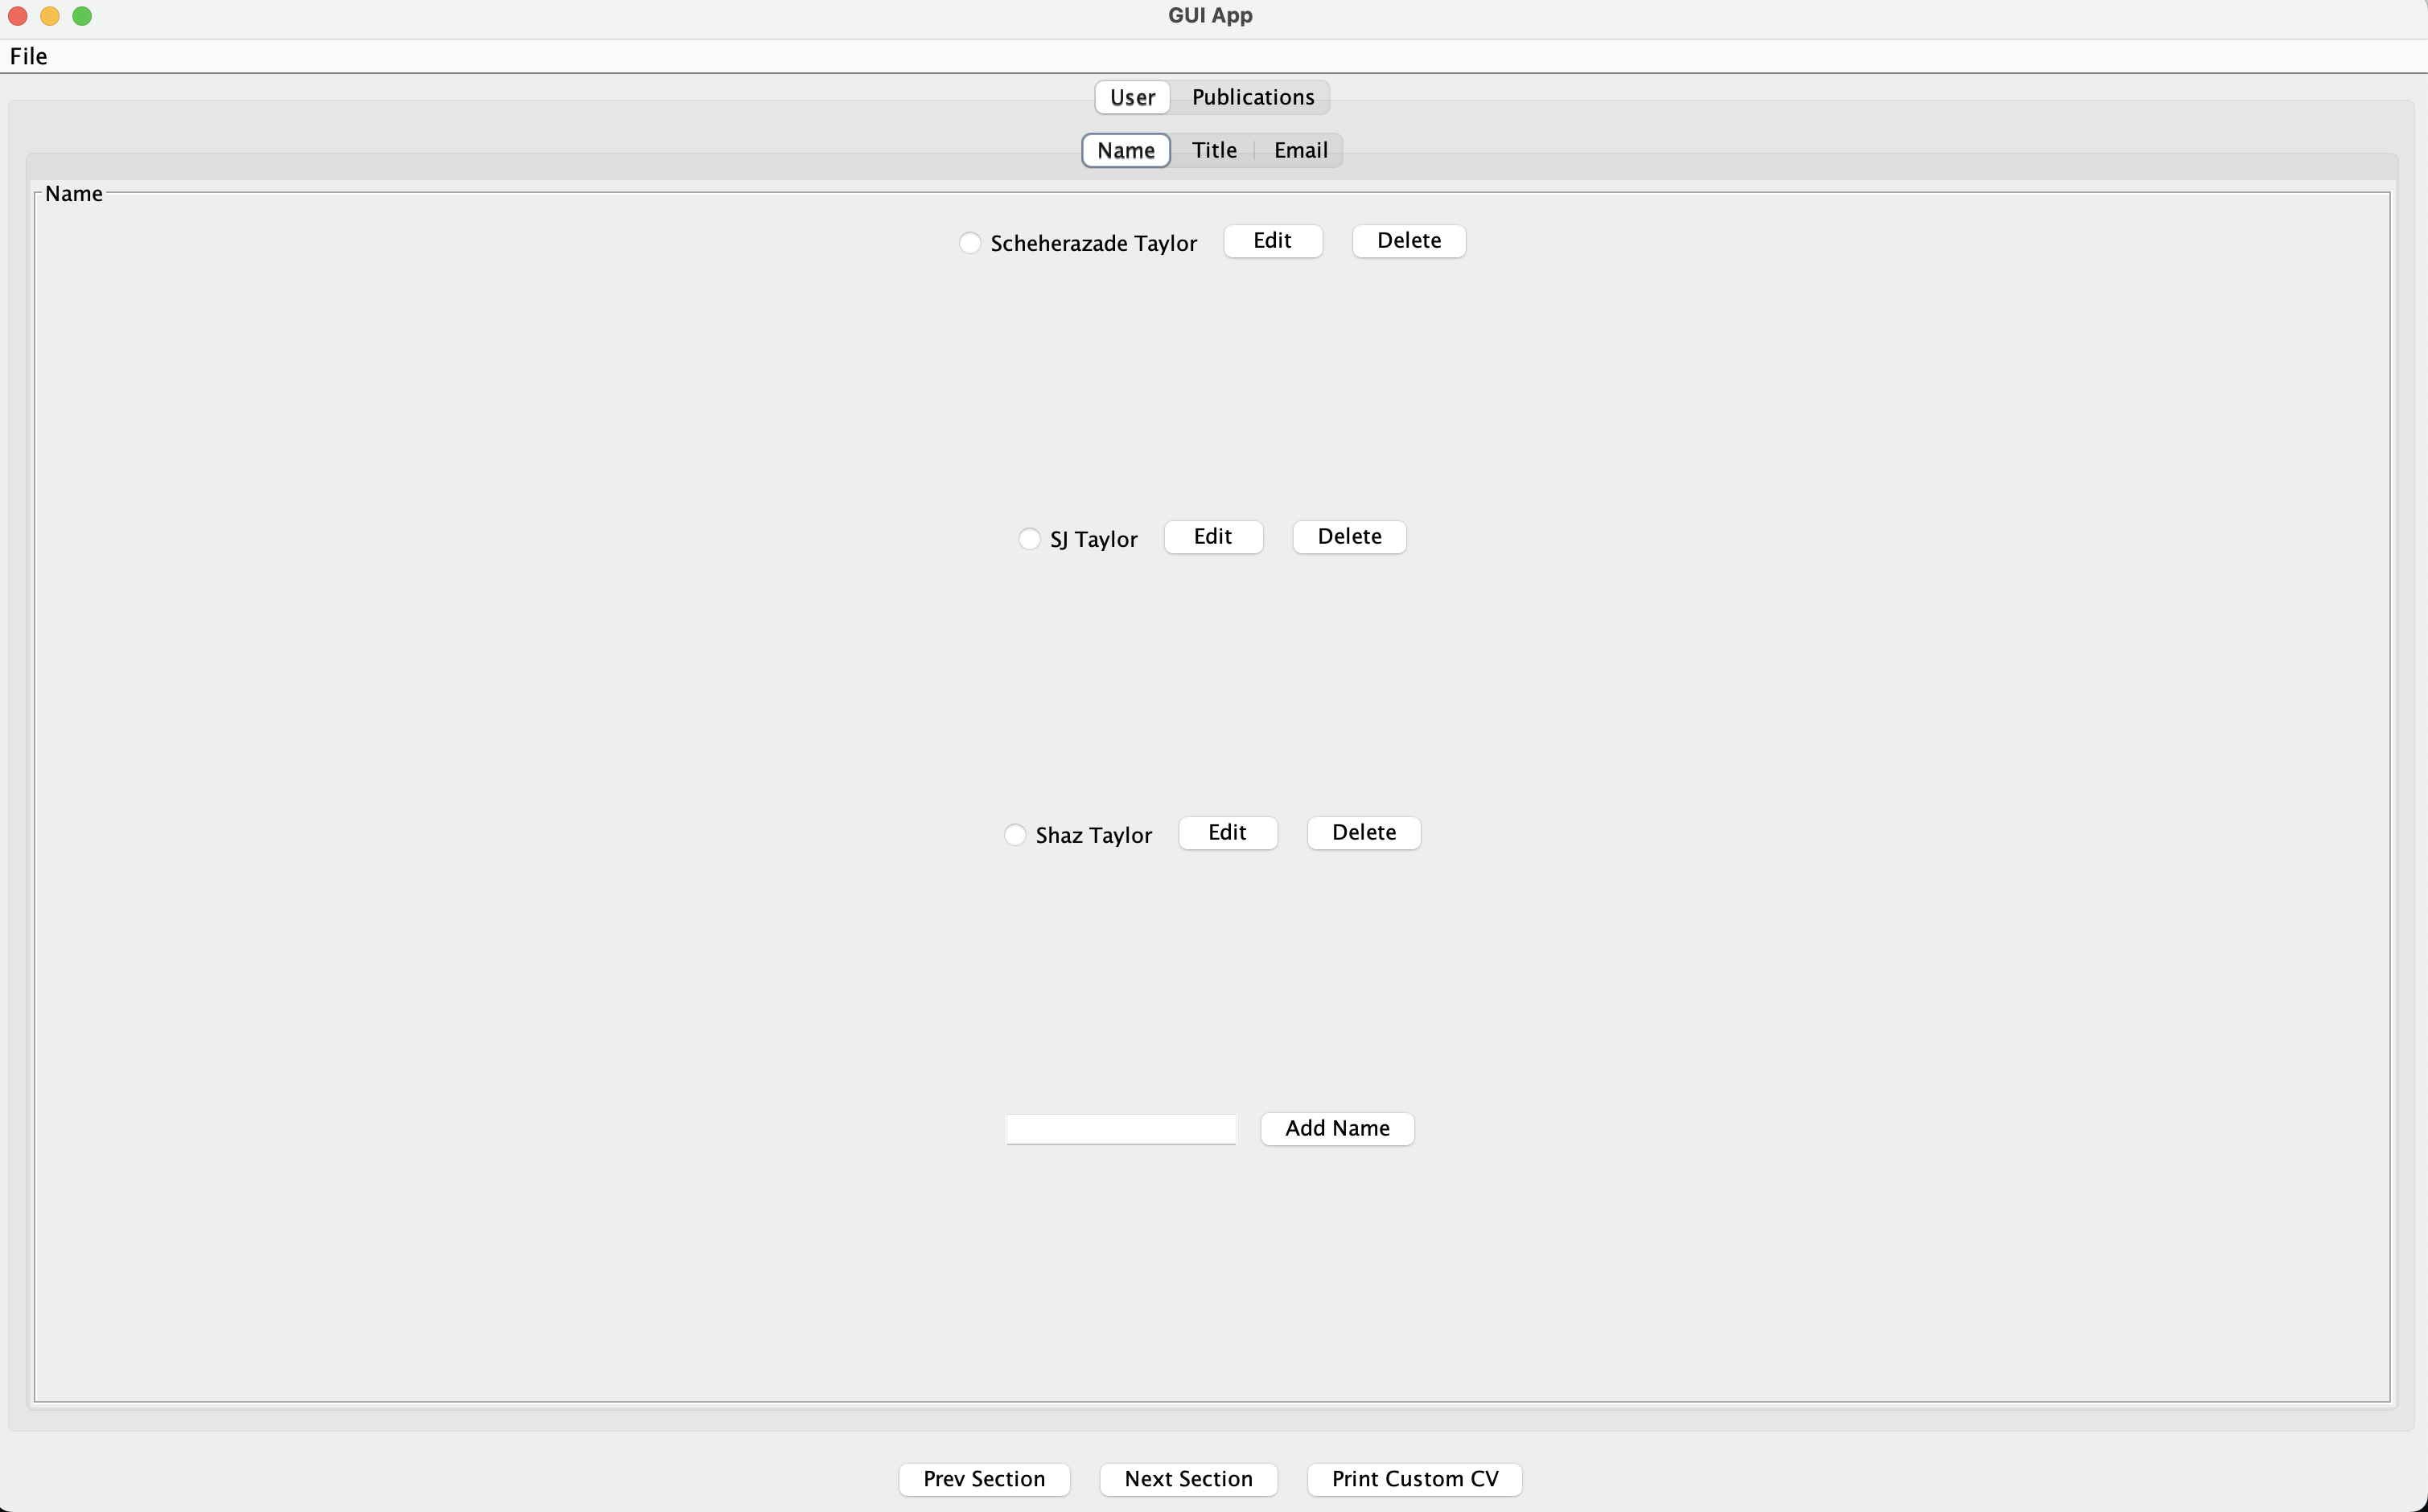 GUI App
File
User Publications
Name Title Email
Name
Scheherazade Taylor Edit Delete
SJ Taylor Edit Delete
Shaz Taylor Edit Delete
Add Name
Prev Section Next Section Print Custom CV